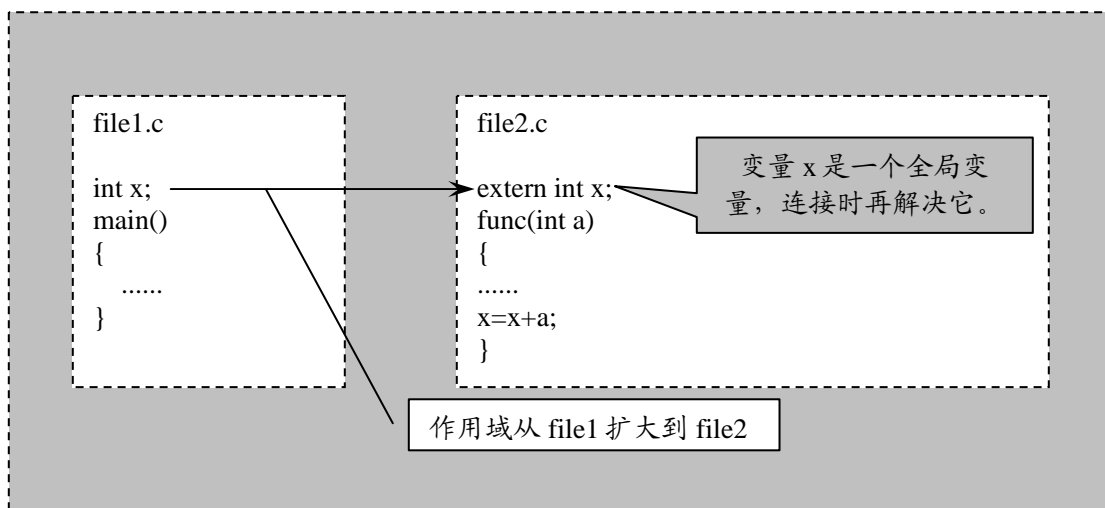 file1.c
int x;
main()
{
......
}
file2.c
extern int x;
func(int a)
{
......
x=x+a;
}
变量 x 是一个全局变
量，连接时再解决它。
作用域从 file1 扩大到 file2